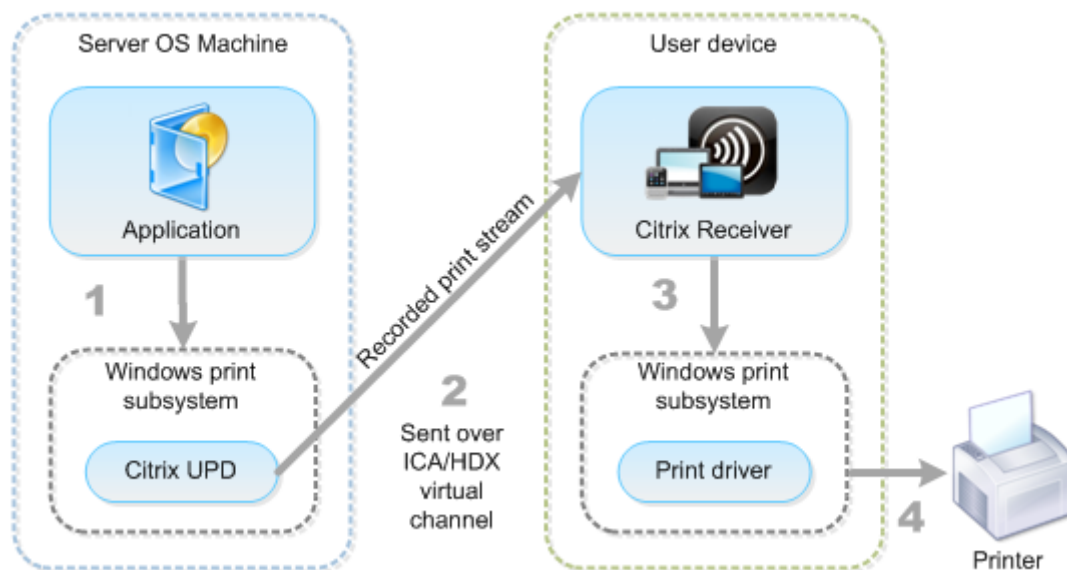 Server OS Machine
Application
1
Windows print
subsystem
Citrix UPD
Recorded print stream
2
Sent over
ICA/HDX
virtual
channel
User device
Citrix Receiver
3
Windows print
subsystem
Print driver
4
Printer